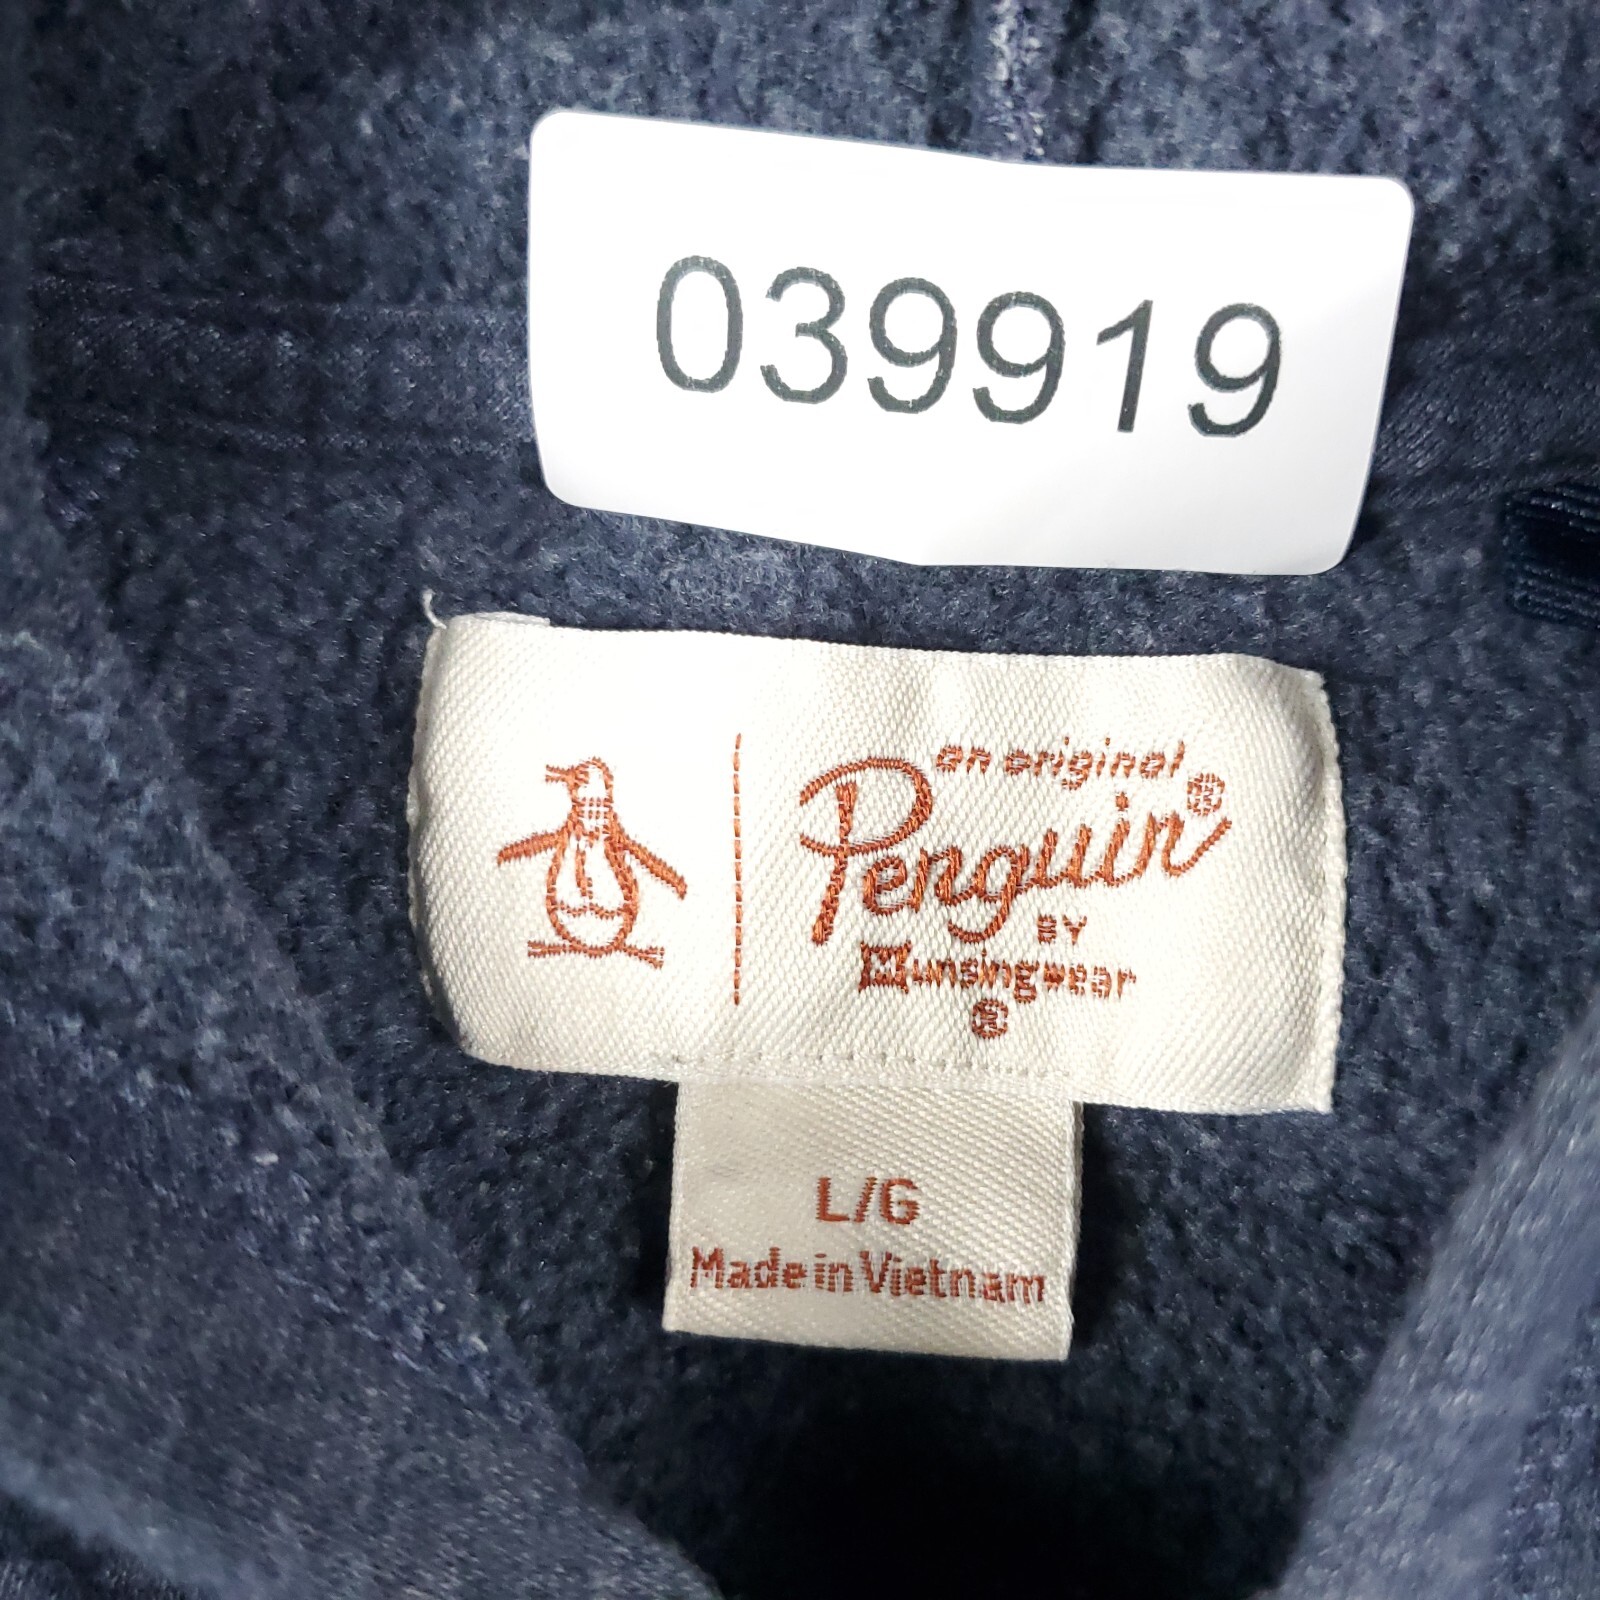 039919
an original
Penguin®
BY
Munsingwear
®
L/G
Made in Vietnam